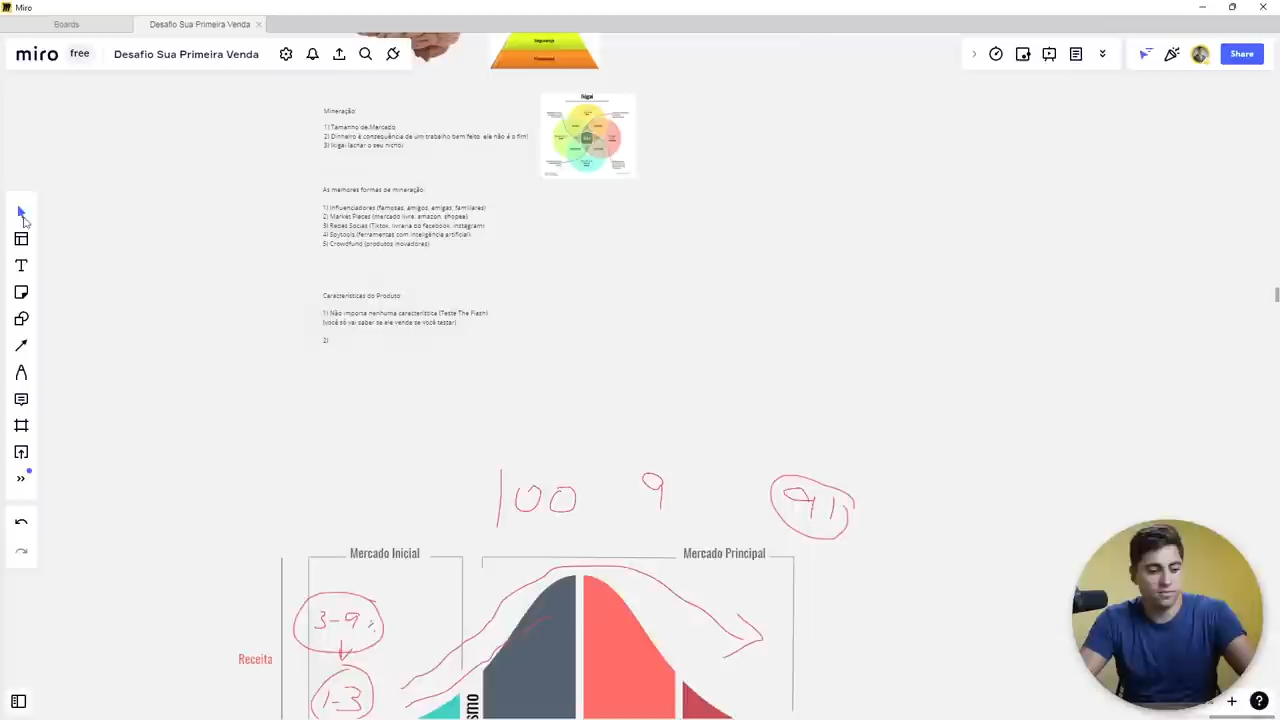 Miro
Boards
Desafio Sua Primeira Venda
miro
free
Desafio Sua Primeira Venda
Share
Segurança
Ikigai
Mineração:
1) Tamanho de Mercado
2) Dinheiro é consequência de um trabalho bem feito, ele não é o fim!
3) Ikigai (achar o seu nicho)
As melhores formas de mineração:
1) Influenciadores (famosas, amigos, amigas, familiares)
2) Market Places (mercado livre, amazon, shopee)
3) Redes Sociais (Tiktok, livraria do facebook, instagram)
4) Spytools (ferramentas com inteligência artificial)
5) Crowdfund (produtos inovadores)
Características do Produto:
1) Não importa nenhuma característica (Teste The Flash)
(você só vai saber se ele vende se você testar)
2)
100 9 91
Mercado Inicial
Mercado Principal
3-9%
Receita
1-3